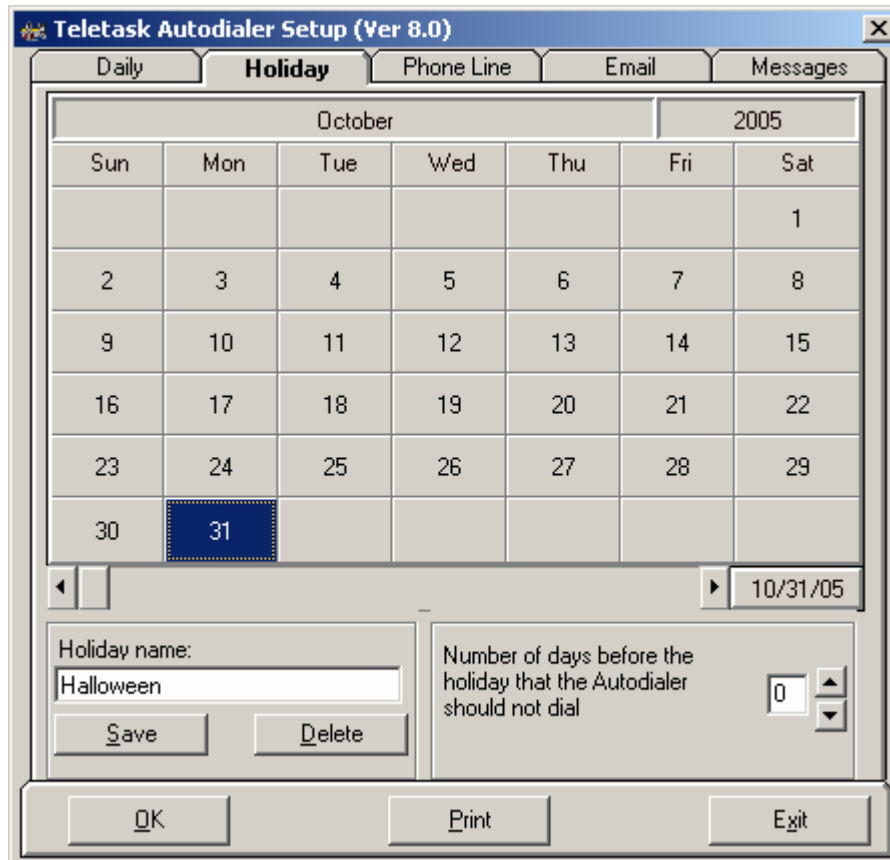 Teletask Autodialer Setup (Ver 8.0)
Daily Holiday Phone Line Email Messages
October 2005
Sun Mon Tue Wed Thu Fri Sat
1
2 3 4 5 6 7 8
9 10 11 12 13 14 15
16 17 18 19 20 21 22
23 24 25 26 27 28 29
30 31
10/31/05
Holiday name:
Halloween
Save Delete
Number of days before the
holiday that the Autodialer
should not dial
0
OK Print Exit